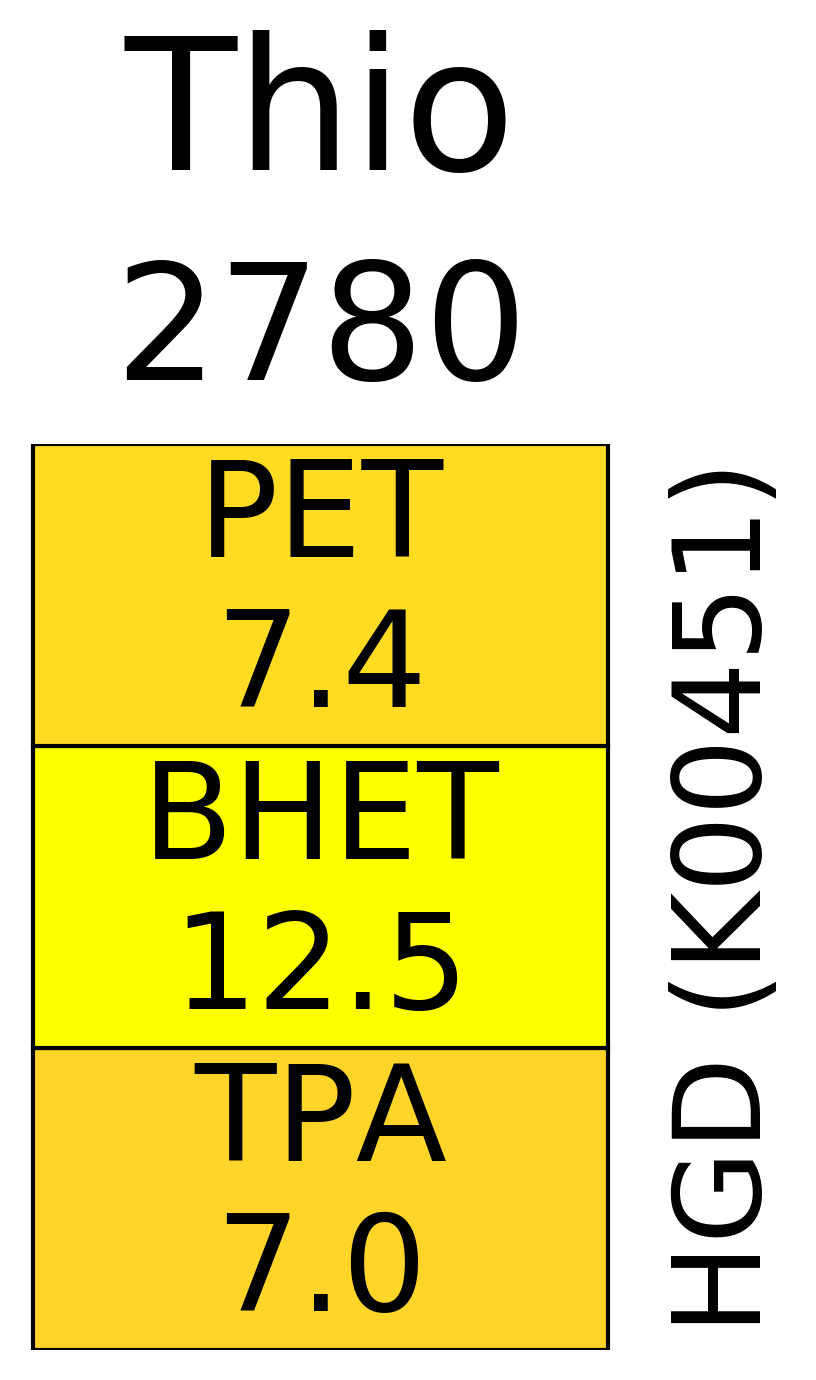 Thio
2780
PET
7.4
BHET
12.5
TPA
7.0
HGD (K00451)